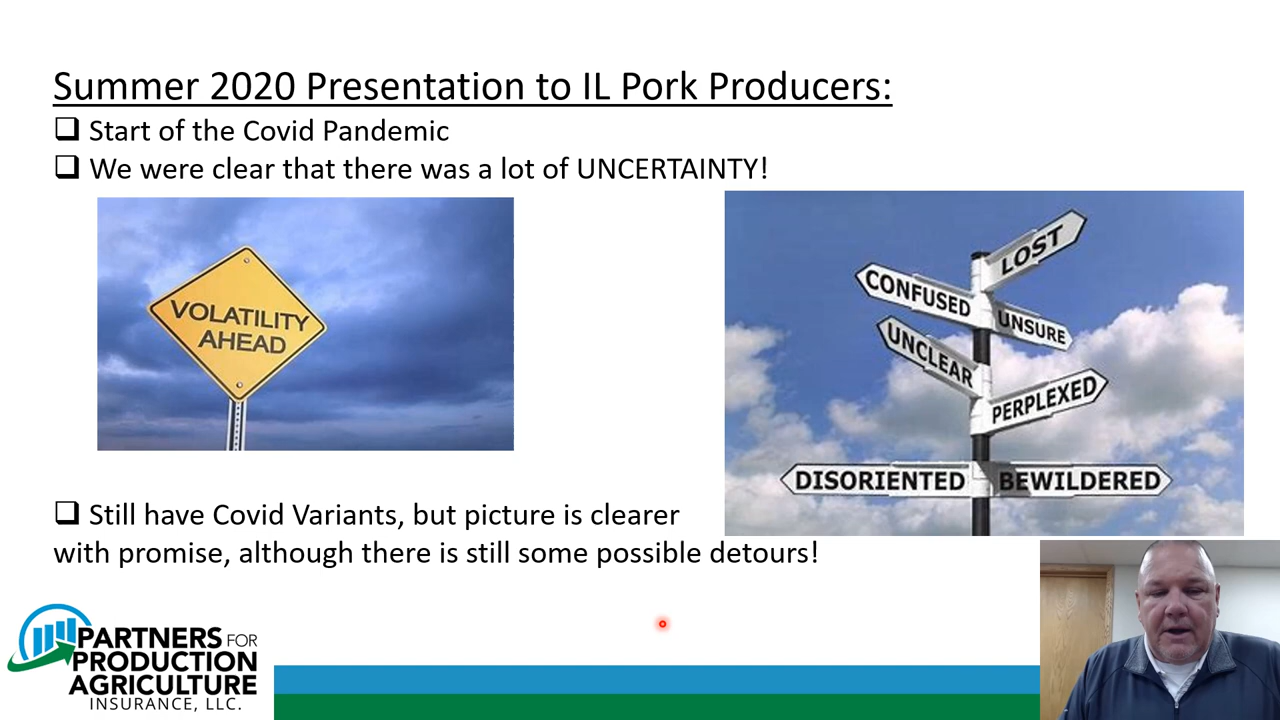 Summer 2020 Presentation to IL Pork Producers:
❑ Start of the Covid Pandemic
❑ We were clear that there was a lot of UNCERTAINTY!
VOLATILITY
AHEAD
LOST
CONFUSED
UNSURE
UNCLEAR
PERPLEXED
DISORIENTED
BEWILDERED
❑ Still have Covid Variants, but picture is clearer
with promise, although there is still some possible detours!
PARTNERS FOR
PRODUCTION
AGRICULTURE
INSURANCE, LLC.